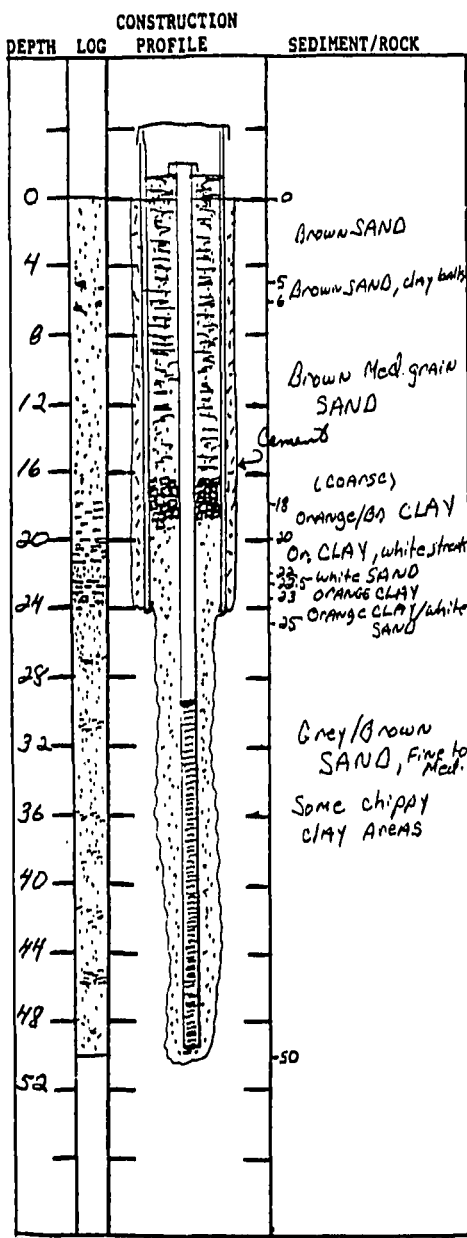 CONSTRUCTION
DEPTH LOG PROFILE SEDIMENT/ROCK
0
4
8
12
16
20
24
28
32
36
40
44
48
52
Cement
0
Brown SAND
5
6 Brown SAND, clay balls
Brown Med. grain
SAND
(COARSE)
18
ORANGE/Bn CLAY
20
On CLAY, white streak
22
22.5 white SAND
23 ORANGE CLAY
25 ORANGE CLAY/white
SAND
Grey/Brown
SAND, Fine to
Med.
Some chippy
clay Areas
50